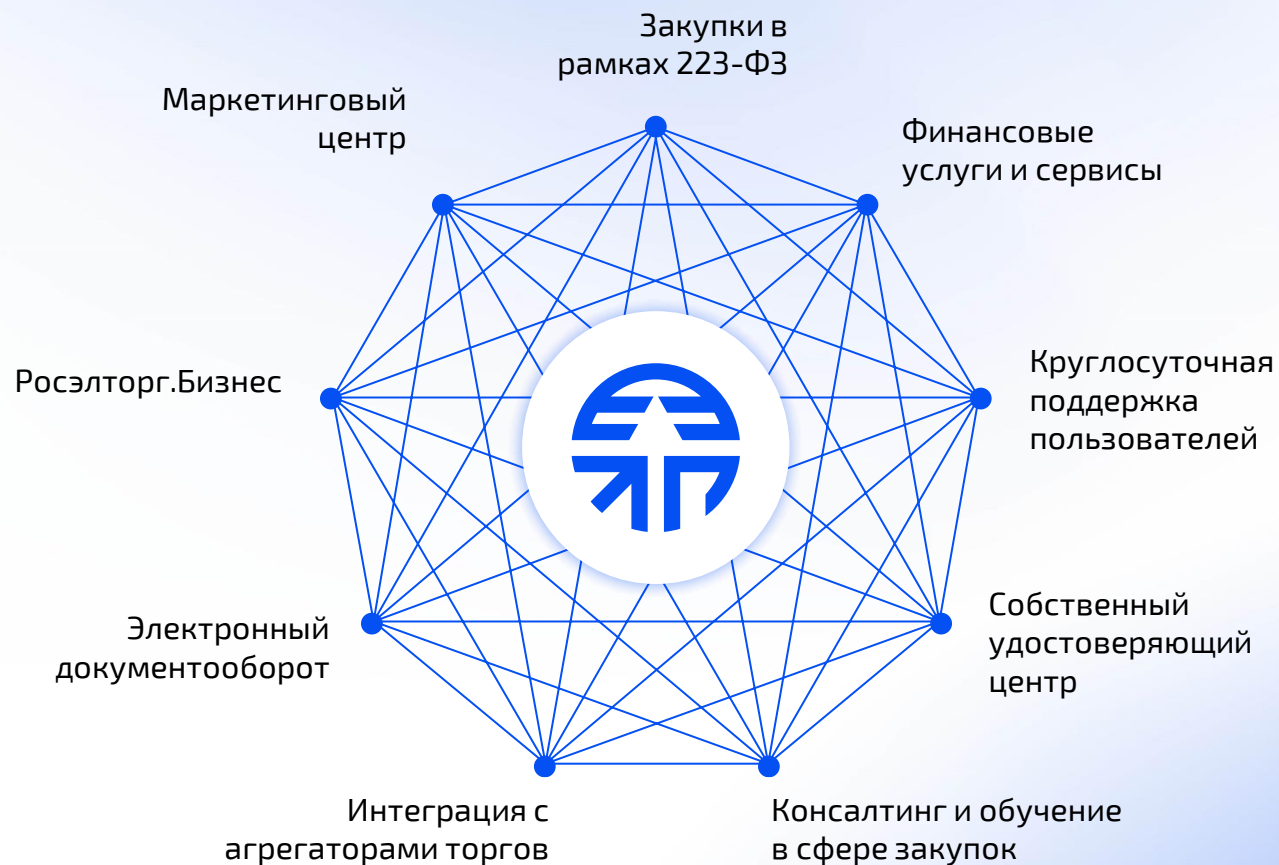 Закупки в
рамках 223-ФЗ
Маркетинговый
центр
Финансовые
услуги и сервисы
Росэлторг.Бизнес
Круглосуточная
поддержка
пользователей
Электронный
документооборот
Собственный
удостоверяющий
центр
Интеграция с
агрегаторами торгов
Консалтинг и обучение
в сфере закупок